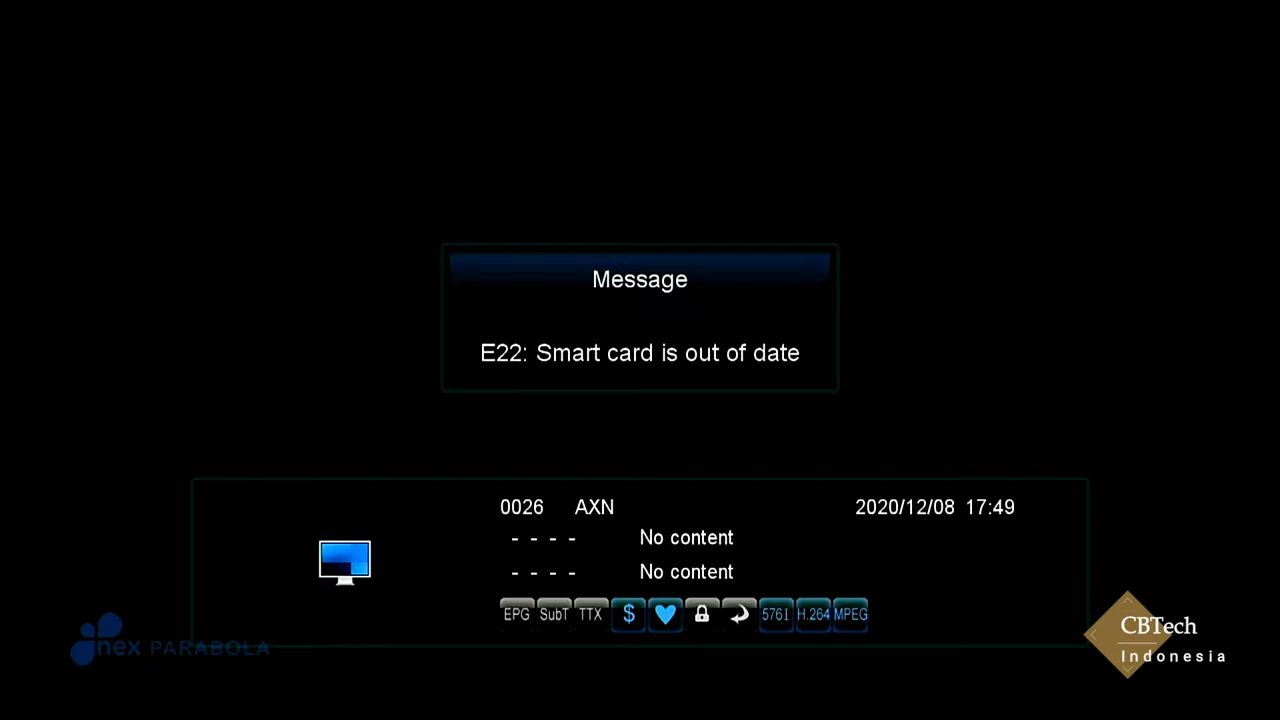 Message
E22: Smart card is out of date
0026 AXN 2020/12/08 17:49
- - - - No content
- - - - No content
EPG SubT TTX $ 576I H.264 MPEG
nex PARABOLA
CBTech
Indonesia